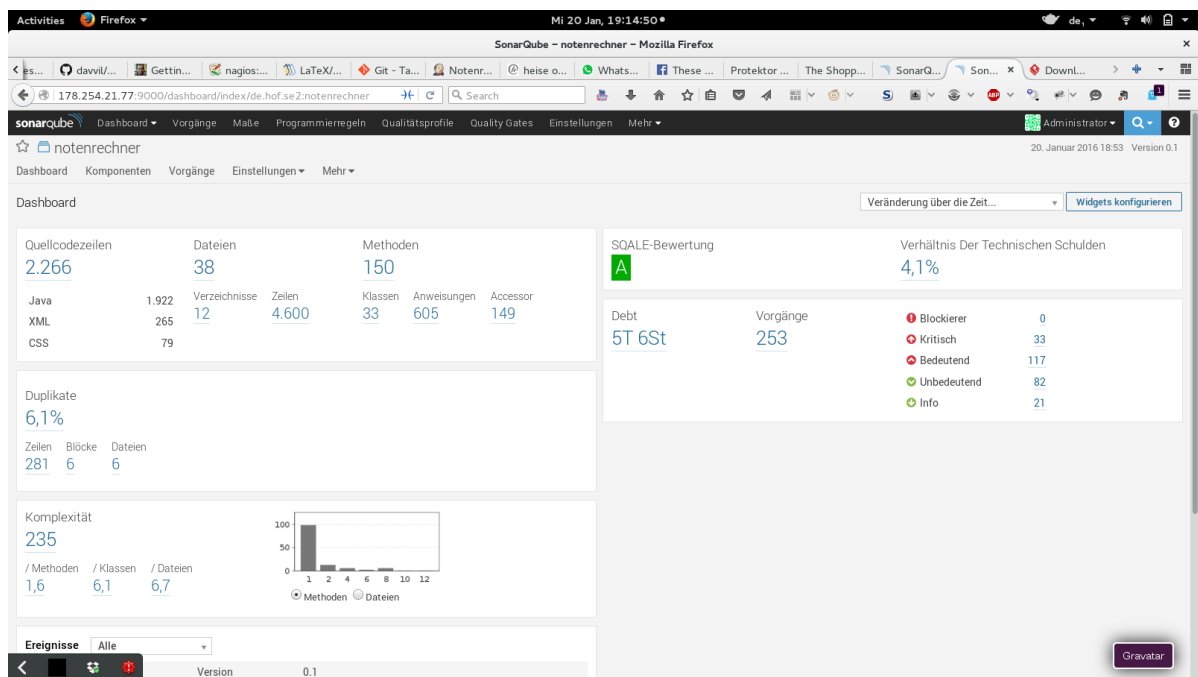 Activities Firefox Mi 20 Jan, 19:14:50 de₁
SonarQube – notenrechner – Mozilla Firefox
es... davvil/... Gettin... nagios:... LaTeX/... Git - Ta... Notenr... heise o... Whats... These ... Protektor ... The Shopp... SonarQ... Son... Downl...
178.254.21.77:9000/dashboard/index/de.hof.se2:notenrechner Search ABP 1
sonarqube Dashboard Vorgänge Maße Programmierregeln Qualitätsprofile Quality Gates Einstellungen Mehr Administrator
notenrechner 20. Januar 2016 18:53 Version 0.1
Dashboard Komponenten Vorgänge Einstellungen Mehr
Dashboard Veränderung über die Zeit... Widgets konfigurieren
Quellcodezeilen Dateien Methoden
2.266 38 150
Java 1.922
XML 265
CSS 79
Verzeichnisse Zeilen Klassen Anweisungen Accessor
12 4.600 33 605 149
SQALE-Bewertung Verhältnis Der Technischen Schulden
A 4,1%
Debt Vorgänge
5T 6St 253
Blockierer 0
Kritisch 33
Bedeutend 117
Unbedeutend 82
Info 21
Duplikate
6,1%
Zeilen Blöcke Dateien
281 6 6
Komplexität
235
/ Methoden / Klassen / Dateien
1,6 6,1 6,7
100
50
0
1 2 4 6 8 10 12
Methoden Dateien
Ereignisse Alle
Version 0.1
Gravatar